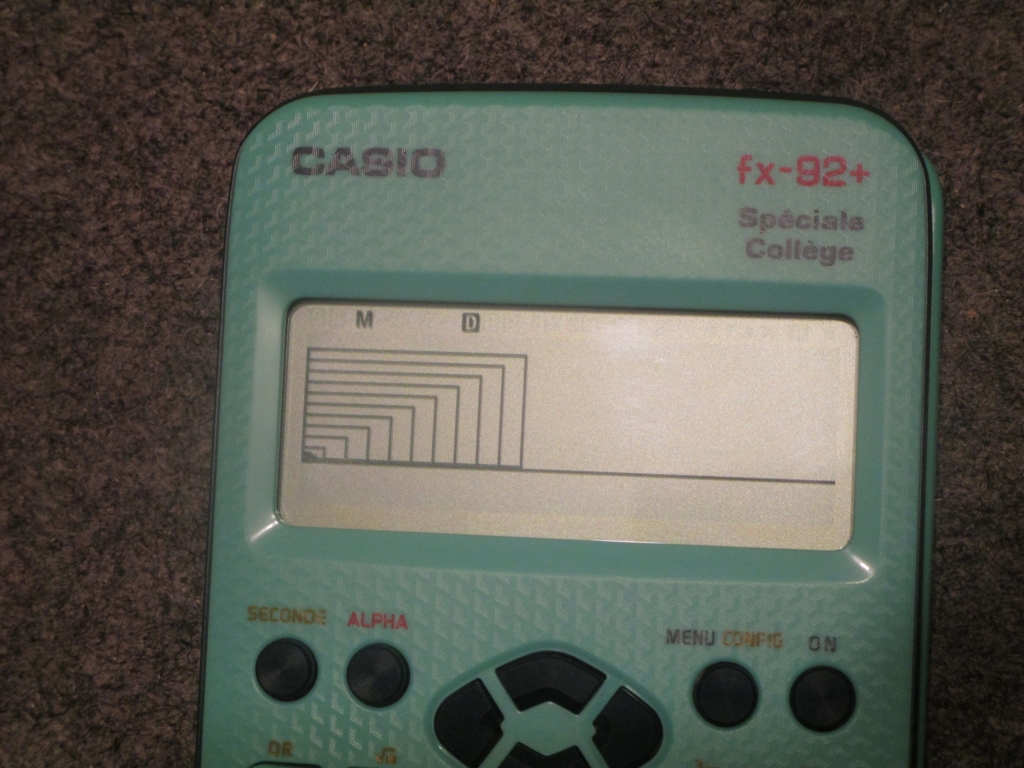 CASIO
fx-92+
Spéciale
Collège
M D
SECONDE ALPHA
MENU CONFIG ON